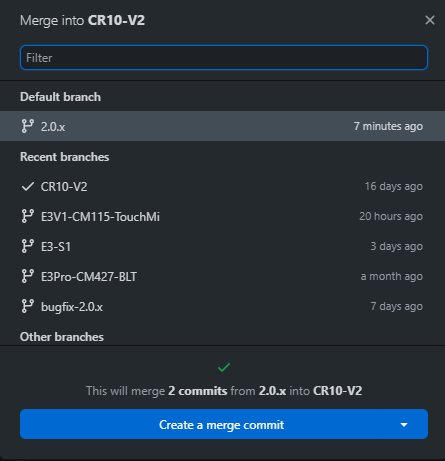 Merge into CR10-V2
Filter
Default branch
2.0.x 7 minutes ago
Recent branches
CR10-V2 16 days ago
E3V1-CM115-TouchMi 20 hours ago
E3-S1 3 days ago
E3Pro-CM427-BLT a month ago
bugfix-2.0.x 7 days ago
Other branches
This will merge 2 commits from 2.0.x into CR10-V2
Create a merge commit